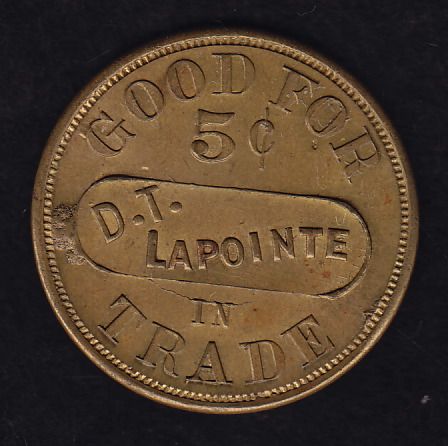 GOOD FOR
5¢
D.T.
LAPOINTE
IN
TRADE